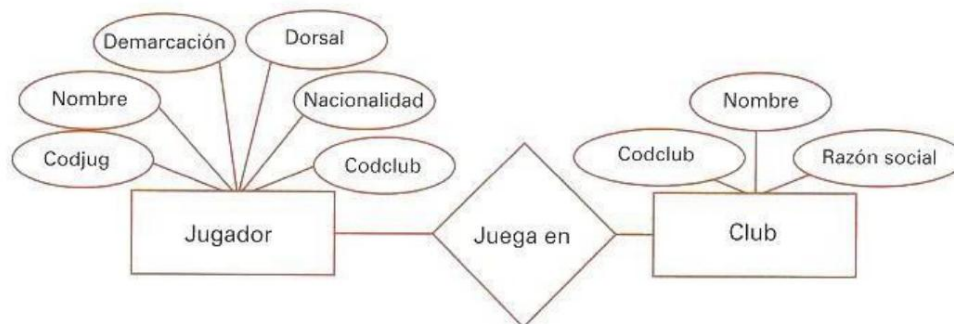 Demarcación
Dorsal
Nombre
Nacionalidad
Nombre
Codjug
Codclub
Codclub
Razón social
Jugador
Juega en
Club